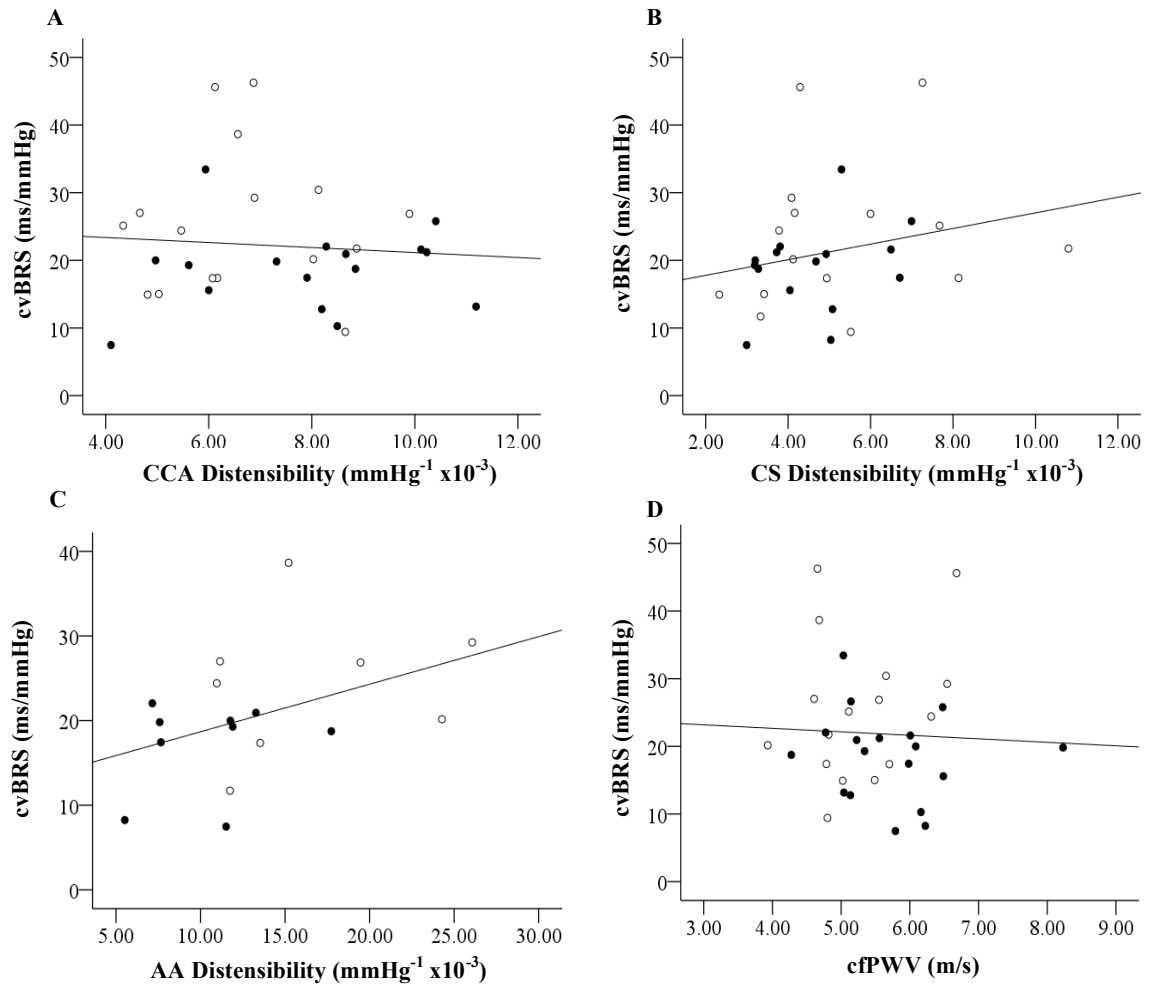 A
cvBRS (ms/mmHg)
50
40
30
20
10
0
4.00 6.00 8.00 10.00 12.00
CCA Distensibility (mmHg⁻¹ x10⁻³)
B
cvBRS (ms/mmHg)
50
40
30
20
10
0
2.00 4.00 6.00 8.00 10.00 12.00
CS Distensibility (mmHg⁻¹ x10⁻³)
C
cvBRS (ms/mmHg)
40
30
20
10
0
5.00 10.00 15.00 20.00 25.00 30.00
AA Distensibility (mmHg⁻¹ x10⁻³)
D
cvBRS (ms/mmHg)
50
40
30
20
10
0
3.00 4.00 5.00 6.00 7.00 8.00 9.00
cfPWV (m/s)